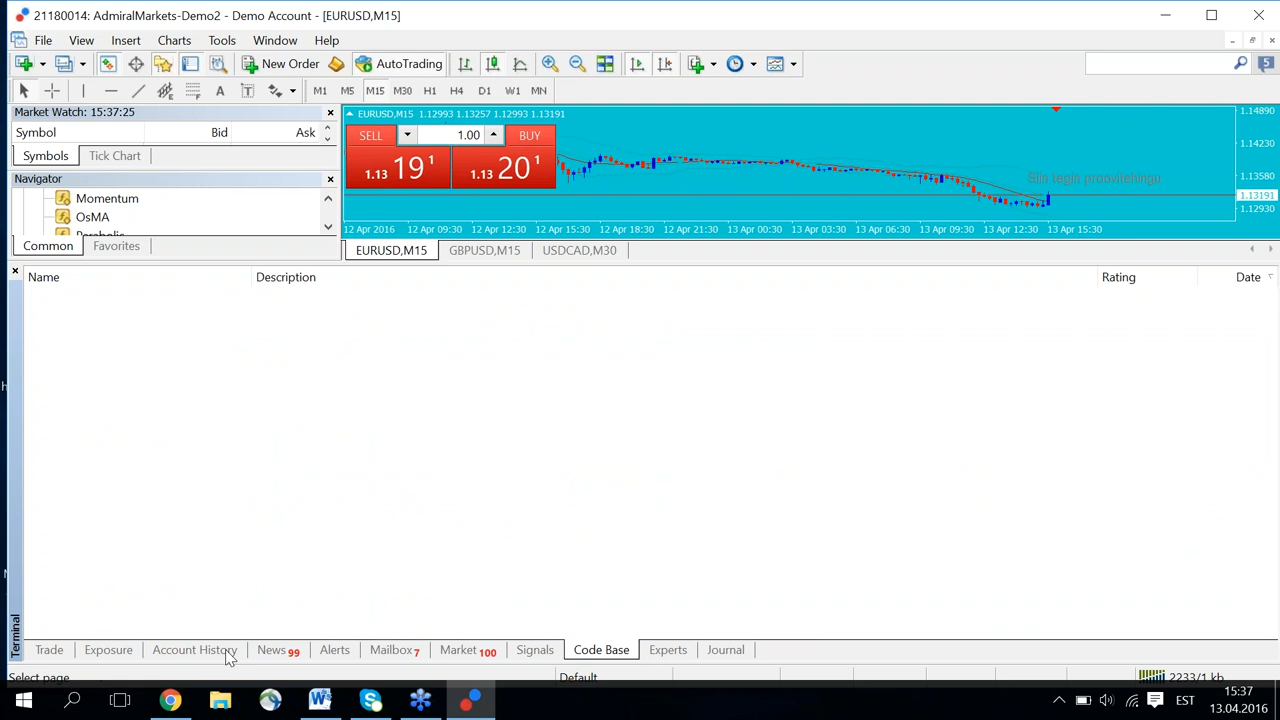 21180014: AdmiralMarkets-Demo2 - Demo Account - [EURUSD,M15]
File View Insert Charts Tools Window Help
New Order AutoTrading 5
A T M1 M5 M15 M30 H1 H4 D1 W1 MN
Market Watch: 15:37:25
Symbol Bid Ask
Symbols Tick Chart
Navigator
Momentum
OsMA
Parabolic
Common Favorites
EURUSD,M15 1.12993 1.13257 1.12993 1.13191
SELL 1.00 BUY
1.13 19 1 1.13 20 1
Siin tegin proovitehingu
1.14890
1.14230
1.13580
1.13191
1.12930
12 Apr 2016 12 Apr 09:30 12 Apr 12:30 12 Apr 15:30 12 Apr 18:30 12 Apr 21:30 13 Apr 00:30 13 Apr 03:30 13 Apr 06:30 13 Apr 09:30 13 Apr 12:30 13 Apr 15:30
EURUSD,M15 GBPUSD,M15 USDCAD,M30
Name Description Rating Date
Terminal
Trade Exposure Account History News 99 Alerts Mailbox 7 Market 100 Signals Code Base Experts Journal
Select page Default 2233/1 kb
EST 15:37
13.04.2016